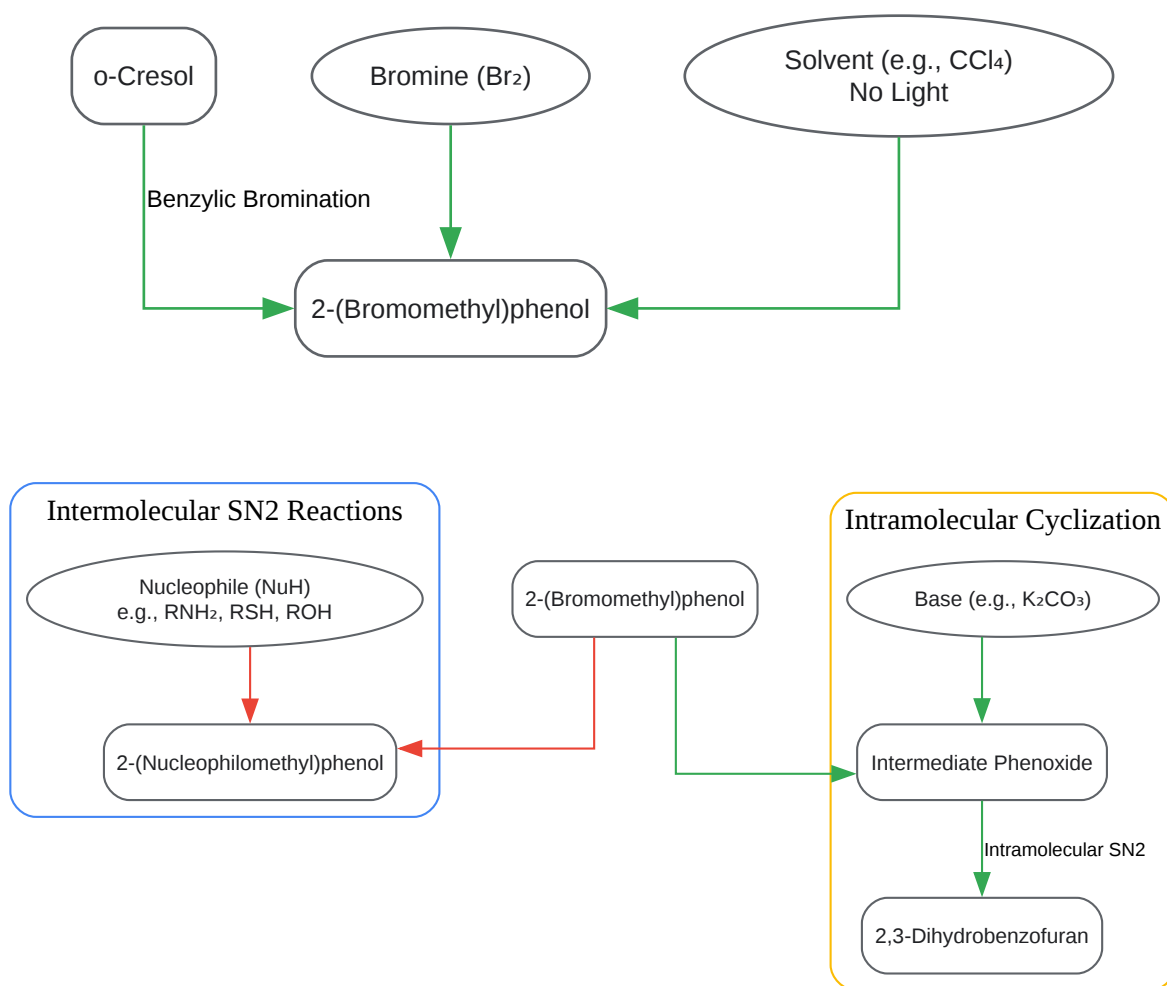 o-Cresol
Bromine (Br₂)
Solvent (e.g., CCl₄)
No Light
Benzylic Bromination
2-(Bromomethyl)phenol
Intermolecular SN2 Reactions
Intramolecular Cyclization
Nucleophile (NuH)
e.g., RNH₂, RSH, ROH
2-(Bromomethyl)phenol
Base (e.g., K₂CO₃)
2-(Nucleophilomethyl)phenol
Intermediate Phenoxide
Intramolecular SN2
2,3-Dihydrobenzofuran